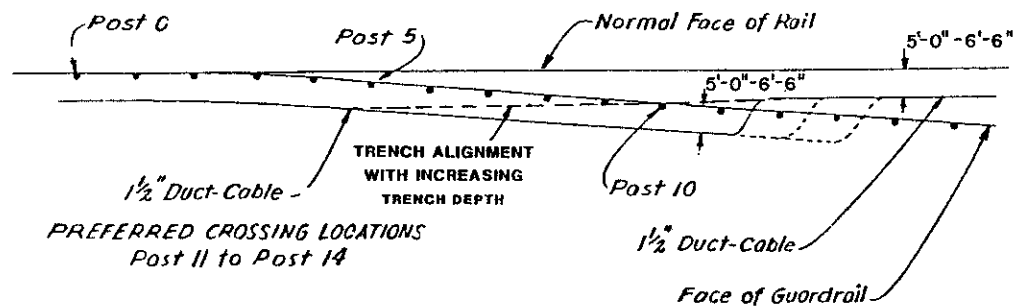 Post 0
Post 5
Normal Face of Rail
5'-0"-6'-6"
5'-0"-6'-6"
TRENCH ALIGNMENT
WITH INCREASING
TRENCH DEPTH
1½" Duct-Cable
Post 10
PREFERRED CROSSING LOCATIONS
Post 11 to Post 14
1½" Duct-Cable
Face of Guardrail